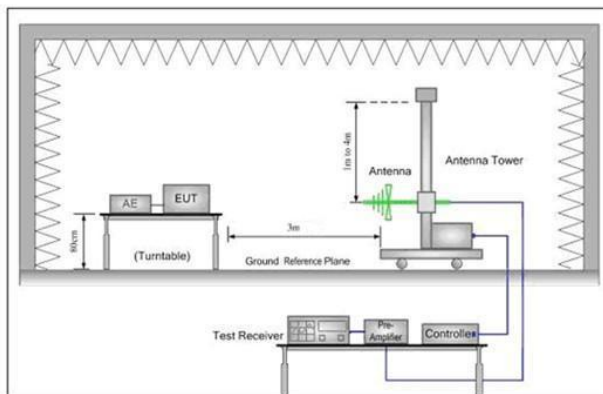 1m to 4m
Antenna
Antenna Tower
AE
EUT
80cm
(Turntable)
3m
Ground Reference Plane
Test Receiver
Pre-
Amplifier
Controller